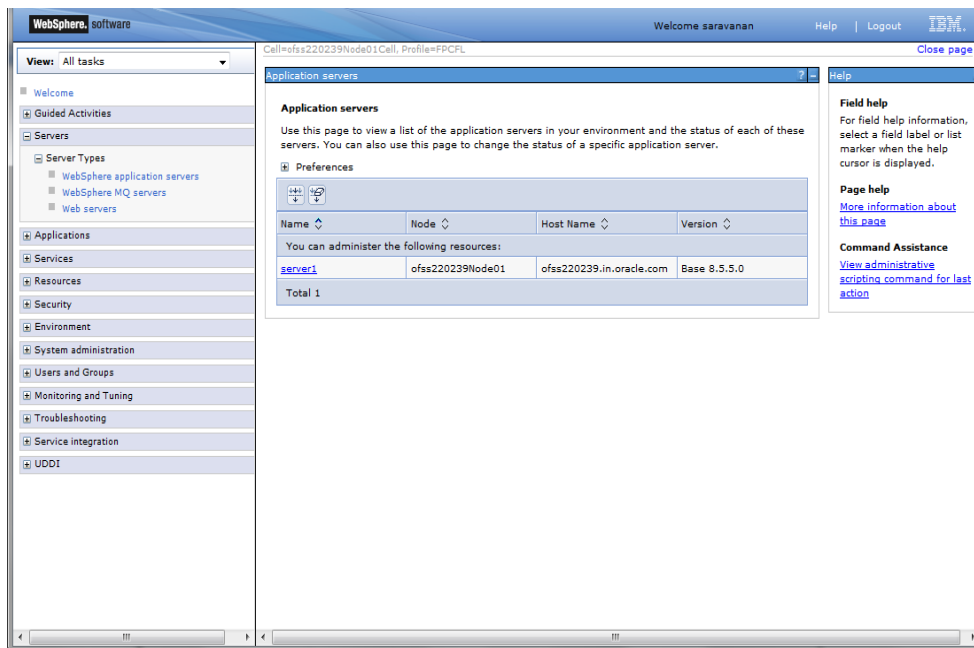 WebSphere. software
Welcome saravanan
Help | Logout
IBM.
View: All tasks
Welcome
Guided Activities
Servers
Server Types
WebSphere application servers
WebSphere MQ servers
Web servers
Applications
Services
Resources
Security
Environment
System administration
Users and Groups
Monitoring and Tuning
Troubleshooting
Service integration
UDDI
Cell=ofss220239Node01Cell, Profile=FPCFL
Close page
Application servers
? –
Application servers
Use this page to view a list of the application servers in your environment and the status of each of these
servers. You can also use this page to change the status of a specific application server.
Preferences
Name Node Host Name Version
You can administer the following resources:
server1 ofss220239Node01 ofss220239.in.oracle.com Base 8.5.5.0
Total 1
Help
Field help
For field help information,
select a field label or list
marker when the help
cursor is displayed.
Page help
More information about
this page
Command Assistance
View administrative
scripting command for last
action